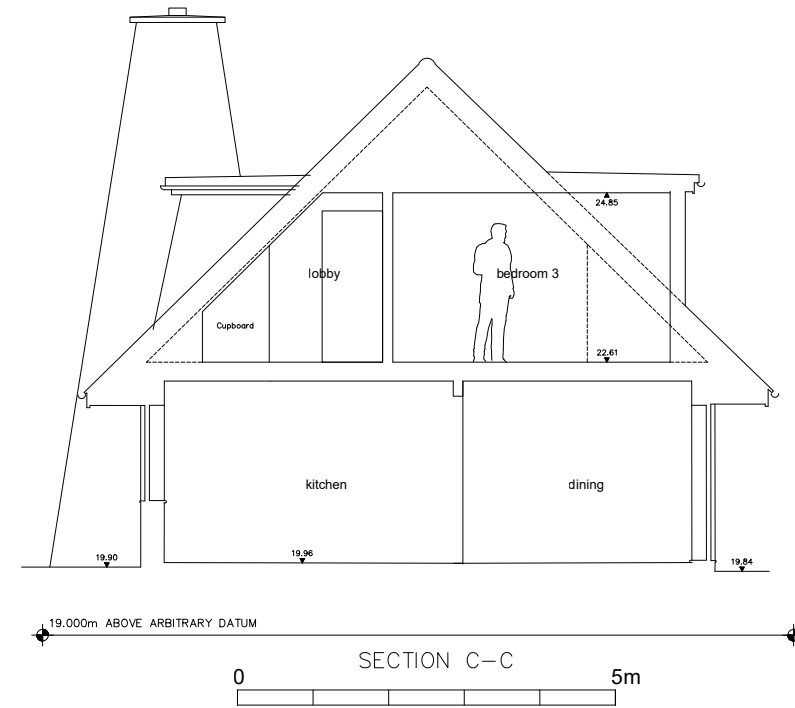 24.85
lobby
bedroom 3
Cupboard
22.61
kitchen
dining
19.90
19.96
19.84
19.000m ABOVE ARBITRARY DATUM
SECTION C-C
0 5m